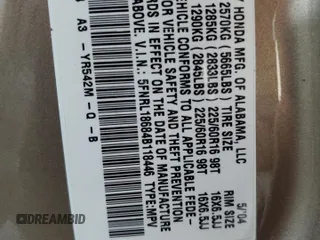 Y HONDA MFG. OF ALABAMA, LLC 5/04
2570KG (5665LBS) TIRE SIZE RIM SIZE
1285KG (2833LBS) 225/60R16 98T 16X6.5JJ
1290KG (2845LBS) 225/60R16 98T 16X6.5JJ
VEHICLE CONFORMS TO ALL APPLICABLE FEDE-
OR VEHICLE SAFETY AND THEFT PREVENTION
RDS IN EFFECT ON THE DATE OF MANUFACTURE
ABOVE. V.I.N.: 5FNRL18684B118446 TYPE:MPV
A3 - YR542M - Q - B
DREAMBID